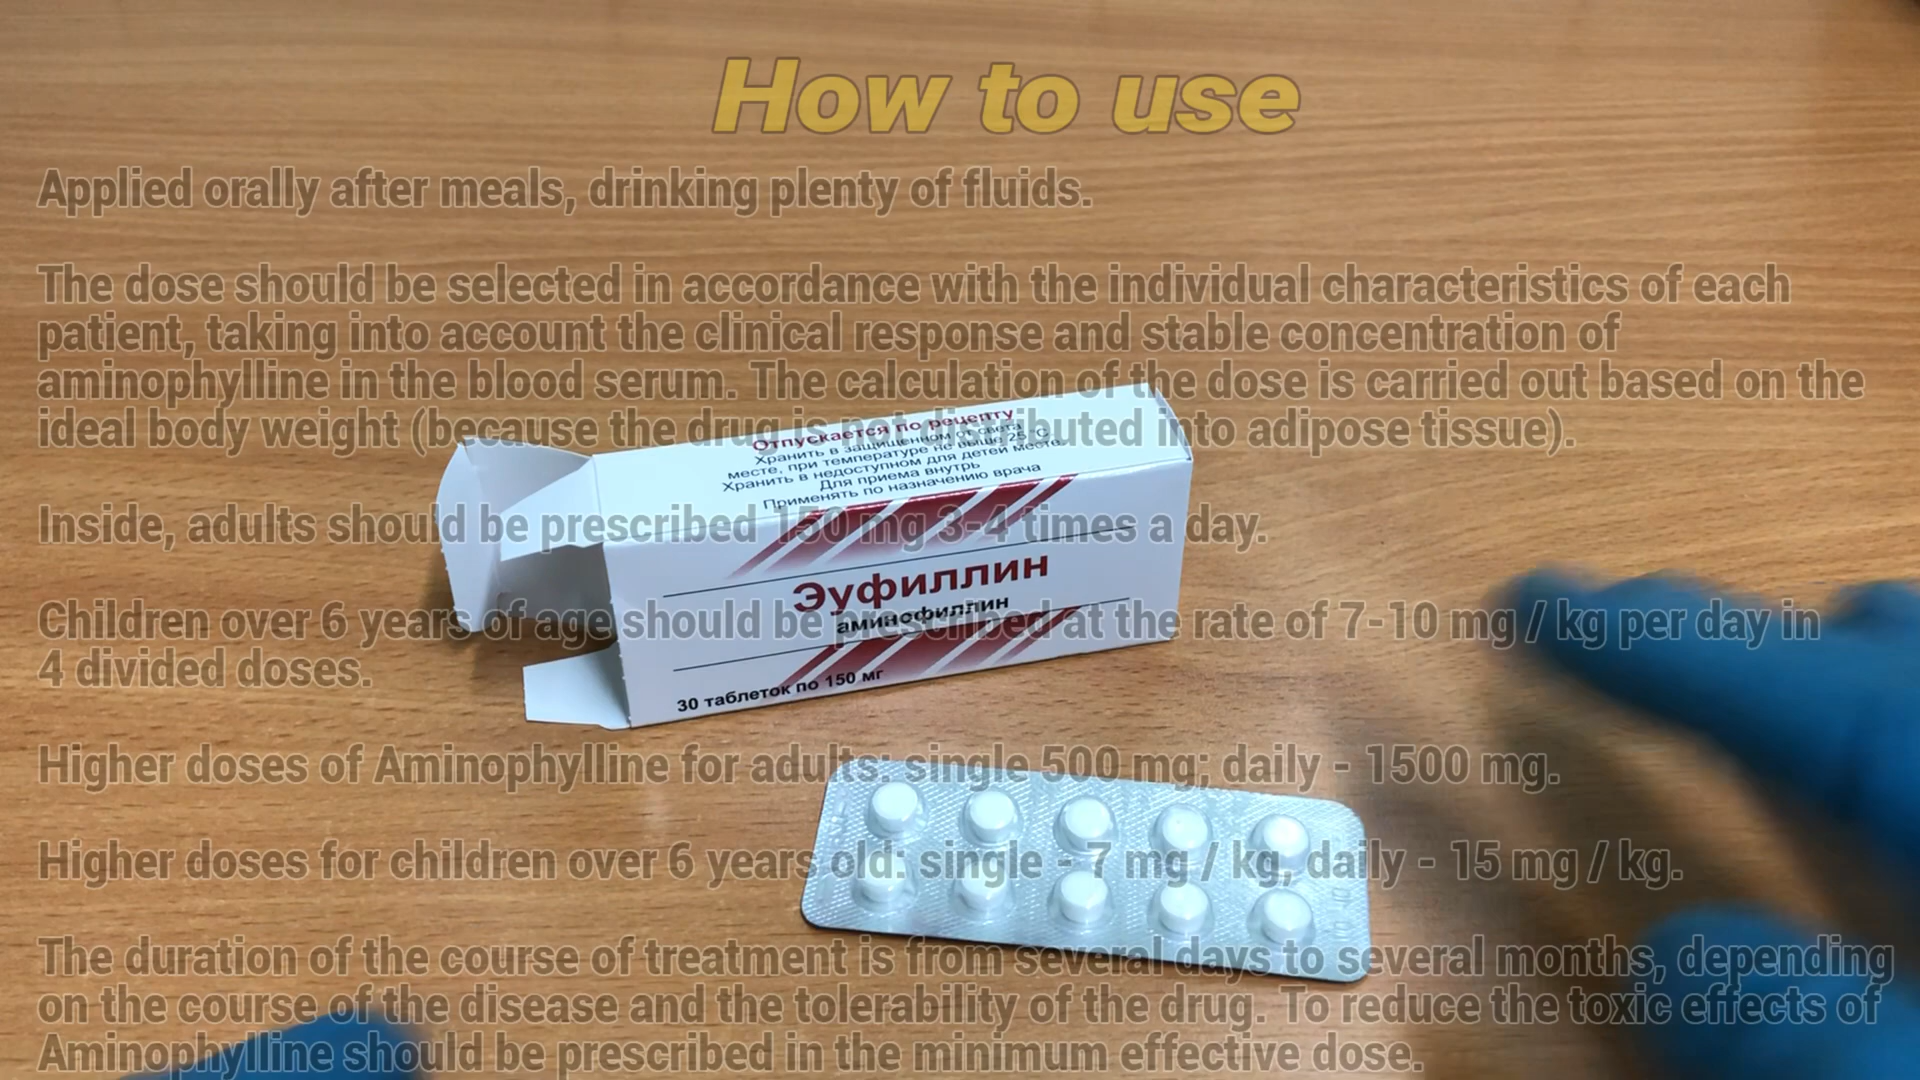 How to use
Applied orally after meals, drinking plenty of fluids.
The dose should be selected in accordance with the individual characteristics of each
patient, taking into account the clinical response and stable concentration of
aminophylline in the blood serum. The calculation of the dose is carried out based on the
ideal body weight (because the drug is not distributed into adipose tissue).
Inside, adults should be prescribed 150 mg 3-4 times a day.
Children over 6 years of age should be prescribed at the rate of 7-10 mg / kg per day in
4 divided doses.
Higher doses of Aminophylline for adults: single 500 mg; daily - 1500 mg.
Higher doses for children over 6 years old: single - 7 mg / kg, daily - 15 mg / kg.
The duration of the course of treatment is from several days to several months, depending
on the course of the disease and the tolerability of the drug. To reduce the toxic effects of
Aminophylline should be prescribed in the minimum effective dose.
Отпускается по рецепту
Хранить в защищенном от света
месте, при температуре не выше 25 °С.
Хранить в недоступном для детей месте.
Для приема внутрь
Применять по назначению врача
Эуфиллин
аминофиллин
30 таблеток по 150 мг